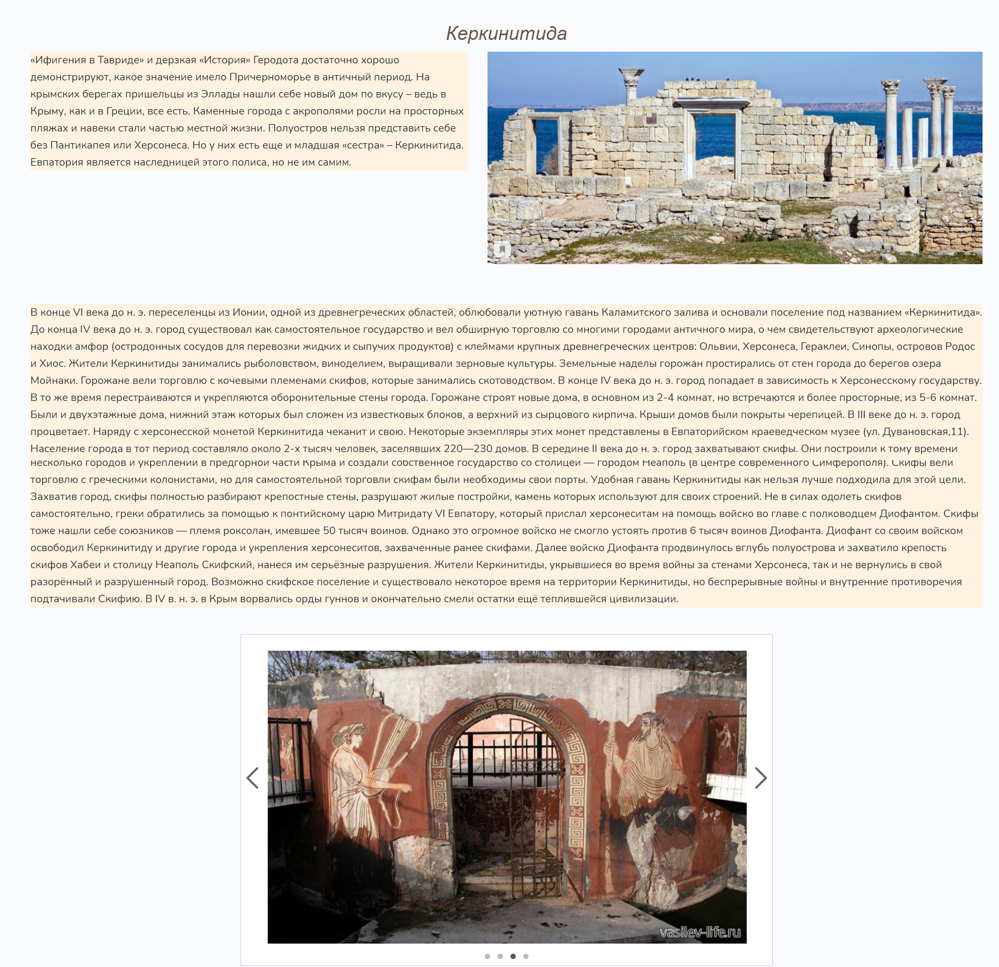 Керкинитида
«Ифигения в Тавриде» и дерзкая «История» Геродота достаточно хорошо
демонстрируют, какое значение имело Причерноморье в античный период. На
крымских берегах пришельцы из Эллады нашли себе новый дом по вкусу – ведь в
Крыму, как и в Греции, все есть. Каменные города с акрополями росли на просторных
пляжах и навеки стали частью местной жизни. Полуостров нельзя представить себе
без Пантикапея или Херсонеса. Но у них есть еще и младшая «сестра» – Керкинитида.
Евпатория является наследницей этого полиса, но не им самим.
В конце VI века до н. э. переселенцы из Ионии, одной из древнегреческих областей, облюбовали уютную гавань Каламитского залива и основали поселение под названием «Керкинитида».
До конца IV века до н. э. город существовал как самостоятельное государство и вел обширную торговлю со многими городами античного мира, о чем свидетельствуют археологические
находки амфор (остродонных сосудов для перевозки жидких и сыпучих продуктов) с клеймами крупных древнегреческих центров: Ольвии, Херсонеса, Гераклеи, Синопы, островов Родос
и Хиос. Жители Керкинитиды занимались рыболовством, виноделием, выращивали зерновые культуры. Земельные наделы горожан простирались от стен города до берегов озера
Мойнаки. Горожане вели торговлю с кочевыми племенами скифов, которые занимались скотоводством. В конце IV века до н. э. город попадает в зависимость к Херсонесскому государству.
В то же время перестраиваются и укрепляются оборонительные стены города. Горожане строят новые дома, в основном из 2-4 комнат, но встречаются и более просторные, из 5-6 комнат.
Были и двухэтажные дома, нижний этаж которых был сложен из известковых блоков, а верхний из сырцового кирпича. Крыши домов были покрыты черепицей. В III веке до н. э. город
процветает. Наряду с херсонесской монетой Керкинитида чеканит и свою. Некоторые экземпляры этих монет представлены в Евпаторийском краеведческом музее (ул. Дувановская,11).
Население города в тот период составляло около 2-х тысяч человек, заселявших 220—230 домов. В середине II века до н. э. город захватывают скифы. Они построили к тому времени
несколько городов и укреплений в предгорной части Крыма и создали собственное государство со столицей — городом Неаполь (в центре современного Симферополя). Скифы вели
торговлю с греческими колонистами, но для самостоятельной торговли скифам были необходимы свои порты. Удобная гавань Керкинитиды как нельзя лучше подходила для этой цели.
Захватив город, скифы полностью разбирают крепостные стены, разрушают жилые постройки, камень которых используют для своих строений. Не в силах одолеть скифов
самостоятельно, греки обратились за помощью к понтийскому царю Митридату VI Евпатору, который прислал херсонеситам на помощь войско во главе с полководцем Диофантом. Скифы
тоже нашли себе союзников — племя роксолан, имевшее 50 тысяч воинов. Однако это огромное войско не смогло устоять против 6 тысяч воинов Диофанта. Диофант со своим войском
освободил Керкинитиду и другие города и укрепления херсонеситов, захваченные ранее скифами. Далее войско Диофанта продвинулось вглубь полуострова и захватило крепость
скифов Хабеи и столицу Неаполь Скифский, нанеся им серьёзные разрушения. Жители Керкинитиды, укрывшиеся во время войны за стенами Херсонеса, так и не вернулись в свой
разорённый и разрушенный город. Возможно скифское поселение и существовало некоторое время на территории Керкинитиды, но беспрерывные войны и внутренние противоречия
подтачивали Скифию. В IV в. н. э. в Крым ворвались орды гуннов и окончательно смели остатки ещё теплившейся цивилизации.
vasilev-life.ru